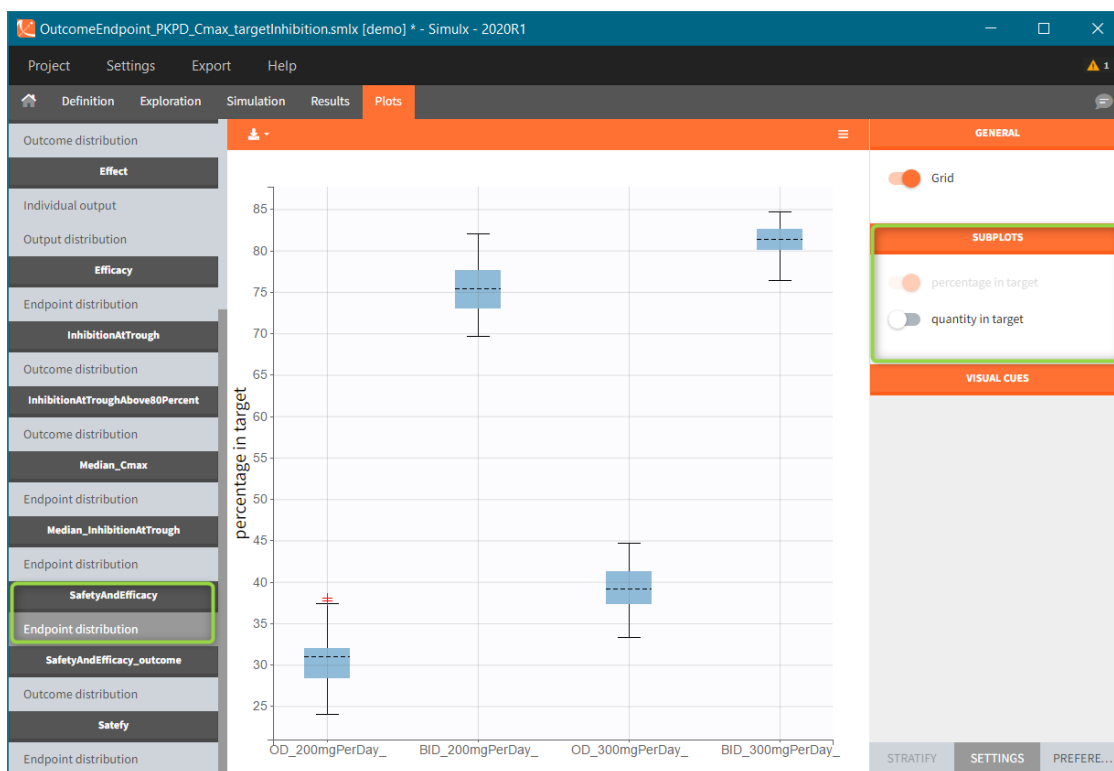 OutcomeEndpoint_PKPD_Cmax_targetInhibition.smlx [demo] * - Simulx - 2020R1
Project Settings Export Help
1
Definition Exploration Simulation Results Plots
Outcome distribution
Effect
Individual output
Output distribution
Efficacy
Endpoint distribution
InhibitionAtTrough
Outcome distribution
InhibitionAtTroughAbove80Percent
Outcome distribution
Median_Cmax
Endpoint distribution
Median_InhibitionAtTrough
Endpoint distribution
SafetyAndEfficacy
Endpoint distribution
SafetyAndEfficacy_outcome
Outcome distribution
Satefy
Endpoint distribution
percentage in target
85
80
75
70
65
60
55
50
45
40
35
30
25
OD_200mgPerDay_ BID_200mgPerDay_ OD_300mgPerDay_ BID_300mgPerDay_
GENERAL
Grid
SUBPLOTS
percentage in target
quantity in target
VISUAL CUES
STRATIFY SETTINGS PREFERE...